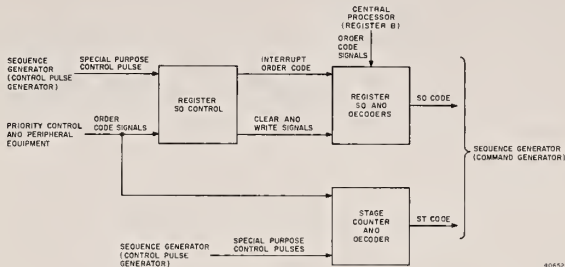 CENTRAL
PROCESSOR
(REGISTER B)
ORDER
CODE
SIGNALS
SEQUENCE
GENERATOR
(CONTROL PULSE
GENERATOR)
SPECIAL PURPOSE
CONTROL PULSE
REGISTER
SQ CONTROL
INTERRUPT
ORDER CODE
REGISTER
SQ AND
DECODERS
SQ CODE
PRIORITY CONTROL
AND PERIPHERAL
EQUIPMENT
ORDER
CODE SIGNALS
CLEAR AND
WRITE SIGNALS
SEQUENCE GENERATOR
(COMMAND GENERATOR)
STAGE
COUNTER
AND
DECODER
ST CODE
SEQUENCE GENERATOR
(CONTROL PULSE
GENERATOR)
SPECIAL PURPOSE
CONTROL PULSES
40652